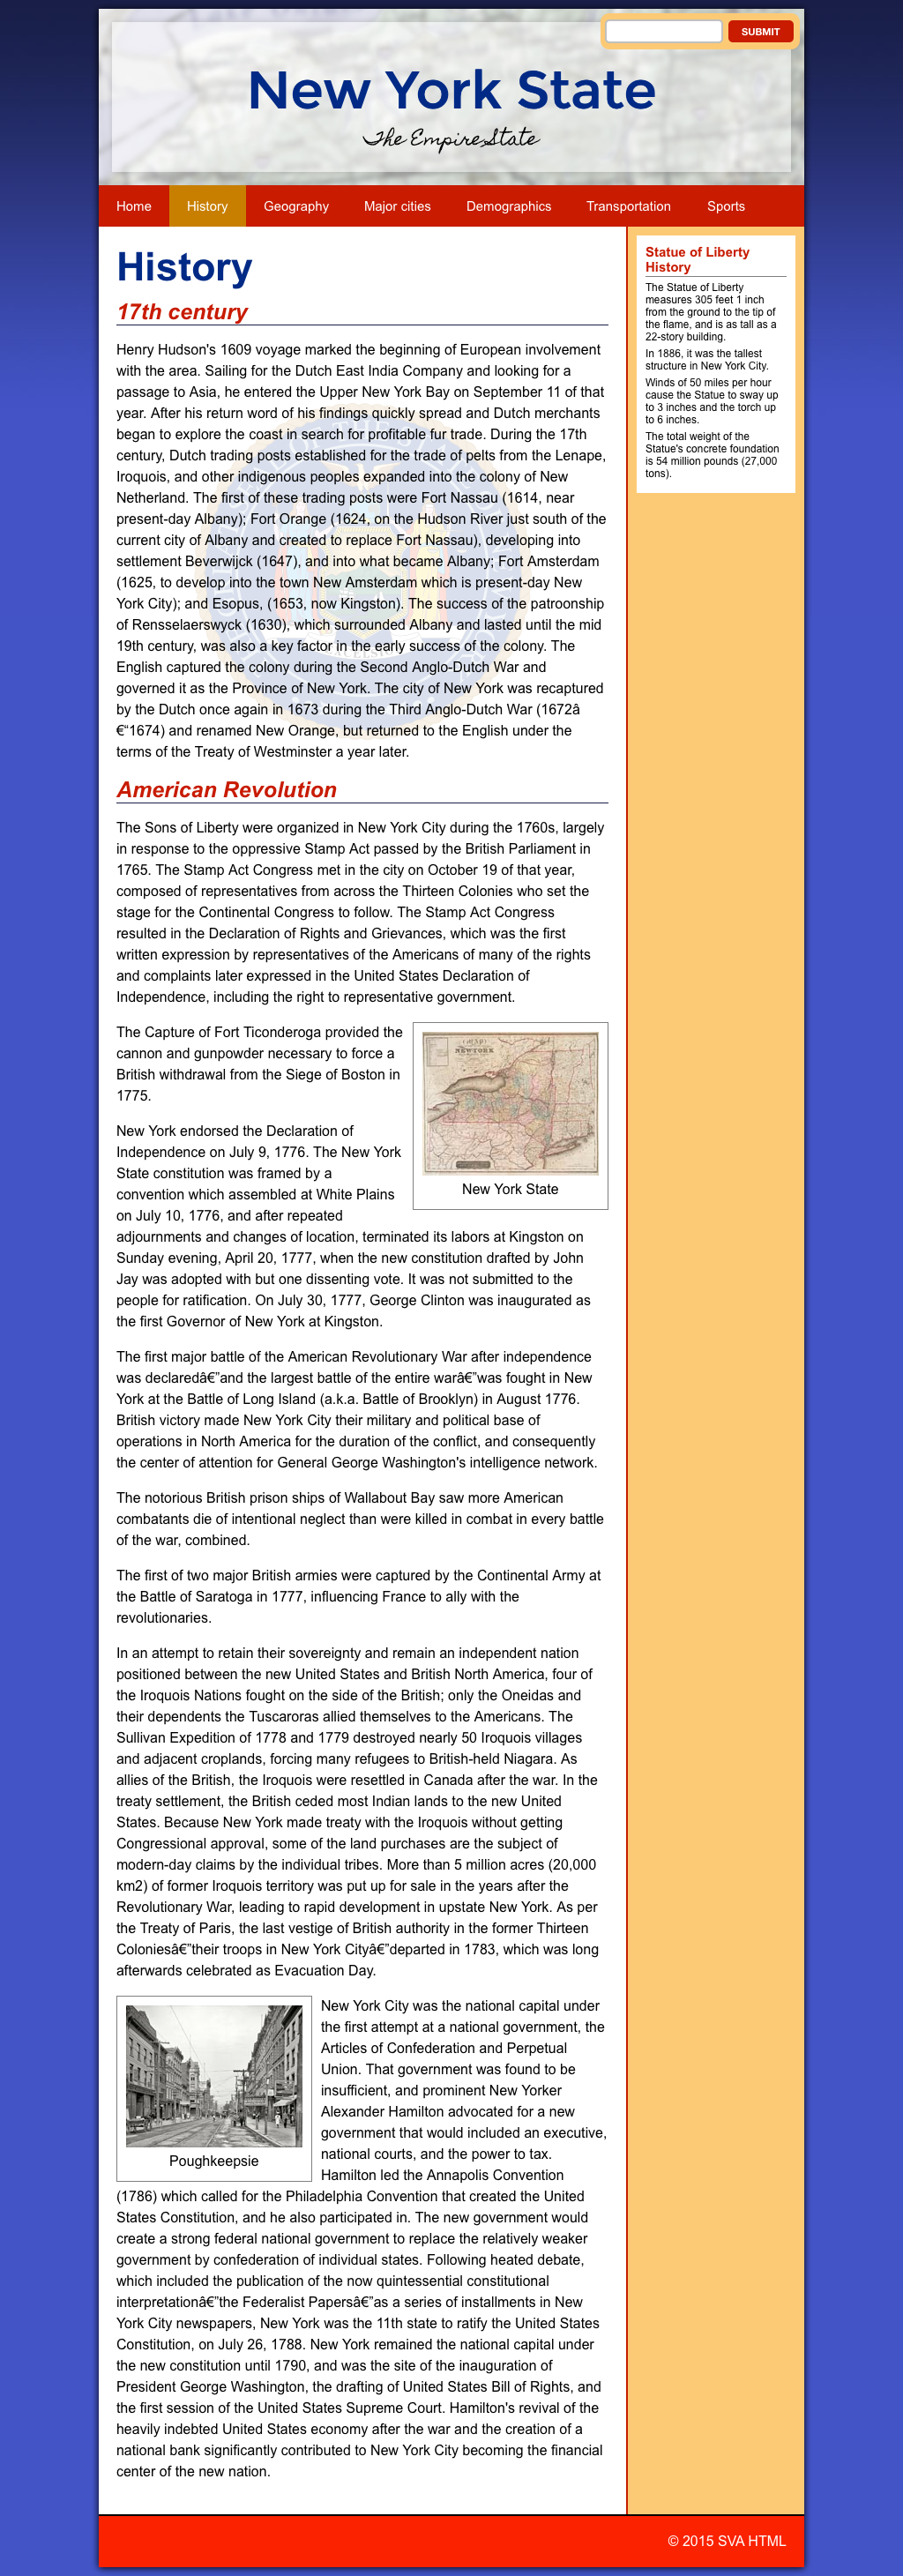 SUBMIT
New York State
The Empire State
Home History Geography Major cities Demographics Transportation Sports
History
17th century
Henry Hudson's 1609 voyage marked the beginning of European involvement
with the area. Sailing for the Dutch East India Company and looking for a
passage to Asia, he entered the Upper New York Bay on September 11 of that
year. After his return word of his findings quickly spread and Dutch merchants
began to explore the coast in search for profitable fur trade. During the 17th
century, Dutch trading posts established for the trade of pelts from the Lenape,
Iroquois, and other indigenous peoples expanded into the colony of New
Netherland. The first of these trading posts were Fort Nassau (1614, near
present-day Albany); Fort Orange (1624, on the Hudson River just south of the
current city of Albany and created to replace Fort Nassau), developing into
settlement Beverwijck (1647), and into what became Albany; Fort Amsterdam
(1625, to develop into the town New Amsterdam which is present-day New
York City); and Esopus, (1653, now Kingston). The success of the patroonship
of Rensselaerswyck (1630), which surrounded Albany and lasted until the mid
19th century, was also a key factor in the early success of the colony. The
English captured the colony during the Second Anglo-Dutch War and
governed it as the Province of New York. The city of New York was recaptured
by the Dutch once again in 1673 during the Third Anglo-Dutch War (1672â
€“1674) and renamed New Orange, but returned to the English under the
terms of the Treaty of Westminster a year later.
American Revolution
The Sons of Liberty were organized in New York City during the 1760s, largely
in response to the oppressive Stamp Act passed by the British Parliament in
1765. The Stamp Act Congress met in the city on October 19 of that year,
composed of representatives from across the Thirteen Colonies who set the
stage for the Continental Congress to follow. The Stamp Act Congress
resulted in the Declaration of Rights and Grievances, which was the first
written expression by representatives of the Americans of many of the rights
and complaints later expressed in the United States Declaration of
Independence, including the right to representative government.
The Capture of Fort Ticonderoga provided the
cannon and gunpowder necessary to force a
British withdrawal from the Siege of Boston in
1775.
New York endorsed the Declaration of
Independence on July 9, 1776. The New York
State constitution was framed by a
convention which assembled at White Plains
on July 10, 1776, and after repeated
adjournments and changes of location, terminated its labors at Kingston on
Sunday evening, April 20, 1777, when the new constitution drafted by John
Jay was adopted with but one dissenting vote. It was not submitted to the
people for ratification. On July 30, 1777, George Clinton was inaugurated as
the first Governor of New York at Kingston.
NEWYORK
New York State
The first major battle of the American Revolutionary War after independence
was declaredâ€”and the largest battle of the entire warâ€”was fought in New
York at the Battle of Long Island (a.k.a. Battle of Brooklyn) in August 1776.
British victory made New York City their military and political base of
operations in North America for the duration of the conflict, and consequently
the center of attention for General George Washington's intelligence network.
The notorious British prison ships of Wallabout Bay saw more American
combatants die of intentional neglect than were killed in combat in every battle
of the war, combined.
The first of two major British armies were captured by the Continental Army at
the Battle of Saratoga in 1777, influencing France to ally with the
revolutionaries.
In an attempt to retain their sovereignty and remain an independent nation
positioned between the new United States and British North America, four of
the Iroquois Nations fought on the side of the British; only the Oneidas and
their dependents the Tuscaroras allied themselves to the Americans. The
Sullivan Expedition of 1778 and 1779 destroyed nearly 50 Iroquois villages
and adjacent croplands, forcing many refugees to British-held Niagara. As
allies of the British, the Iroquois were resettled in Canada after the war. In the
treaty settlement, the British ceded most Indian lands to the new United
States. Because New York made treaty with the Iroquois without getting
Congressional approval, some of the land purchases are the subject of
modern-day claims by the individual tribes. More than 5 million acres (20,000
km2) of former Iroquois territory was put up for sale in the years after the
Revolutionary War, leading to rapid development in upstate New York. As per
the Treaty of Paris, the last vestige of British authority in the former Thirteen
Coloniesâ€”their troops in New York Cityâ€”departed in 1783, which was long
afterwards celebrated as Evacuation Day.
Poughkeepsie
New York City was the national capital under
the first attempt at a national government, the
Articles of Confederation and Perpetual
Union. That government was found to be
insufficient, and prominent New Yorker
Alexander Hamilton advocated for a new
government that would included an executive,
national courts, and the power to tax.
Hamilton led the Annapolis Convention
(1786) which called for the Philadelphia Convention that created the United
States Constitution, and he also participated in. The new government would
create a strong federal national government to replace the relatively weaker
government by confederation of individual states. Following heated debate,
which included the publication of the now quintessential constitutional
interpretationâ€”the Federalist Papersâ€”as a series of installments in New
York City newspapers, New York was the 11th state to ratify the United States
Constitution, on July 26, 1788. New York remained the national capital under
the new constitution until 1790, and was the site of the inauguration of
President George Washington, the drafting of United States Bill of Rights, and
the first session of the United States Supreme Court. Hamilton's revival of the
heavily indebted United States economy after the war and the creation of a
national bank significantly contributed to New York City becoming the financial
center of the new nation.
Statue of Liberty
History
The Statue of Liberty
measures 305 feet 1 inch
from the ground to the tip of
the flame, and is as tall as a
22-story building.
In 1886, it was the tallest
structure in New York City.
Winds of 50 miles per hour
cause the Statue to sway up
to 3 inches and the torch up
to 6 inches.
The total weight of the
Statue's concrete foundation
is 54 million pounds (27,000
tons).
© 2015 SVA HTML